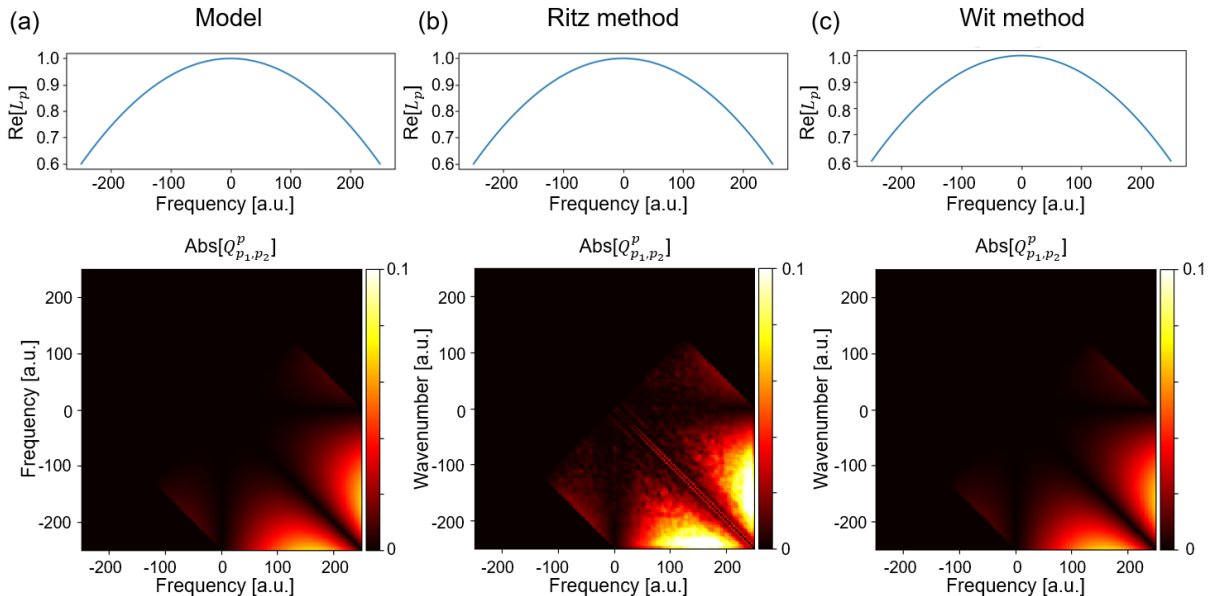 (a) Model (b) Ritz method (c) Wit method
Re[Lₚ]
1.0
0.9
0.8
0.7
0.6
-200 -100 0 100 200
Frequency [a.u.]
Re[Lₚ]
1.0
0.9
0.8
0.7
0.6
-200 -100 0 100 200
Frequency [a.u.]
Re[Lₚ]
1.0
0.9
0.8
0.7
0.6
-200 -100 0 100 200
Frequency [a.u.]
Abs[Q^p_{p₁,p₂}]
Frequency [a.u.]
200
100
0
-100
-200
-200 -100 0 100 200
Frequency [a.u.]
0.1
0
Abs[Q^p_{p₁,p₂}]
Wavenumber [a.u.]
200
100
0
-100
-200
-200 -100 0 100 200
Frequency [a.u.]
0.1
0
Abs[Q^p_{p₁,p₂}]
Wavenumber [a.u.]
200
100
0
-100
-200
-200 -100 0 100 200
Frequency [a.u.]
0.1
0